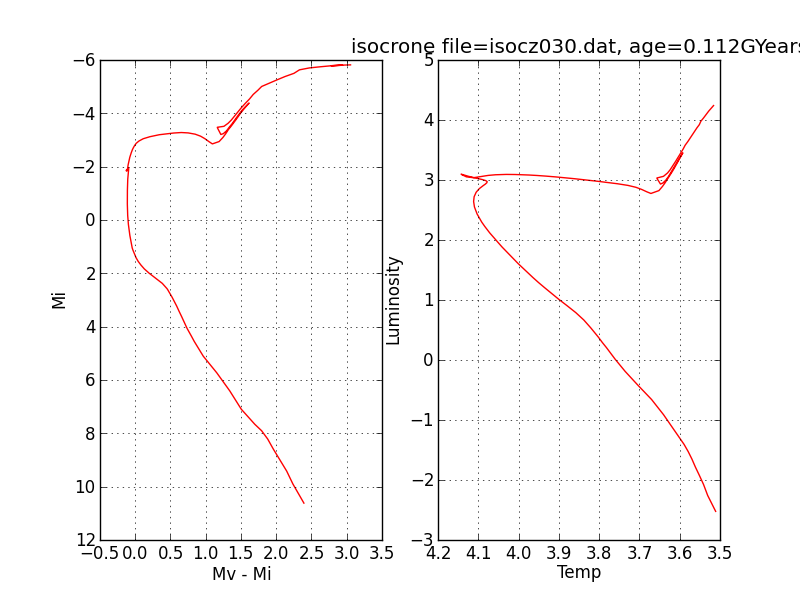 isocrone file=isocz030.dat, age=0.112GYears
−6
−4
−2
0
2
4
6
8
10
12
Mi
−0.5 0.0 0.5 1.0 1.5 2.0 2.5 3.0 3.5
Mv - Mi
5
4
3
2
1
0
−1
−2
−3
Luminosity
4.2 4.1 4.0 3.9 3.8 3.7 3.6 3.5
Temp